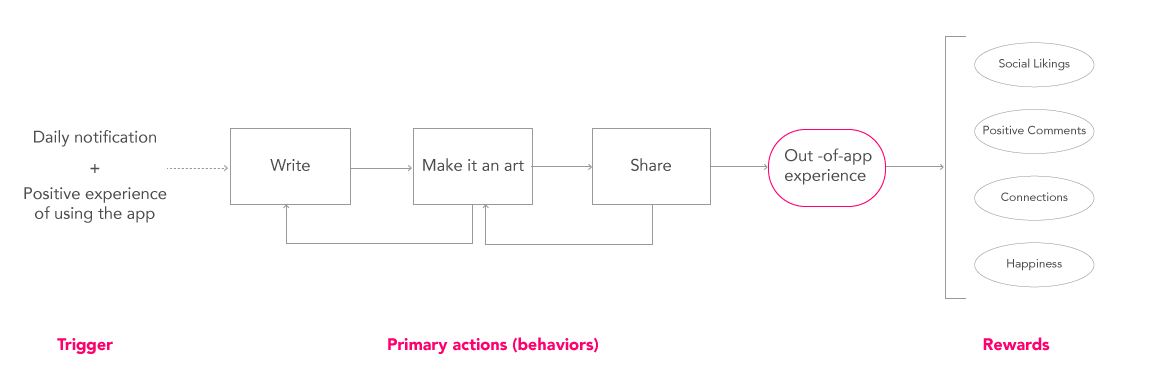 Daily notification
+
Positive experience
of using the app
Write
Make it an art
Share
Out -of-app
experience
Social Likings
Positive Comments
Connections
Happiness
Trigger
Primary actions (behaviors)
Rewards